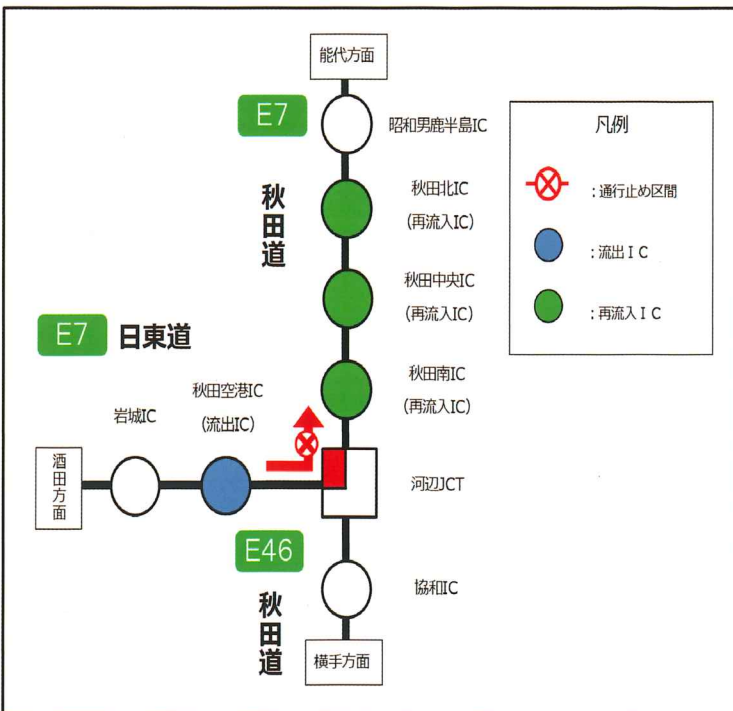 能代方面
E7
昭和男鹿半島IC
秋田道
秋田北IC
(再流入IC)
秋田中央IC
(再流入IC)
E7 日東道
秋田南IC
(再流入IC)
秋田空港IC
(流出IC)
岩城IC
酒田方面
河辺JCT
E46
秋田道
協和IC
横手方面
凡例
:通行止め区間
:流出IC
:再流入IC